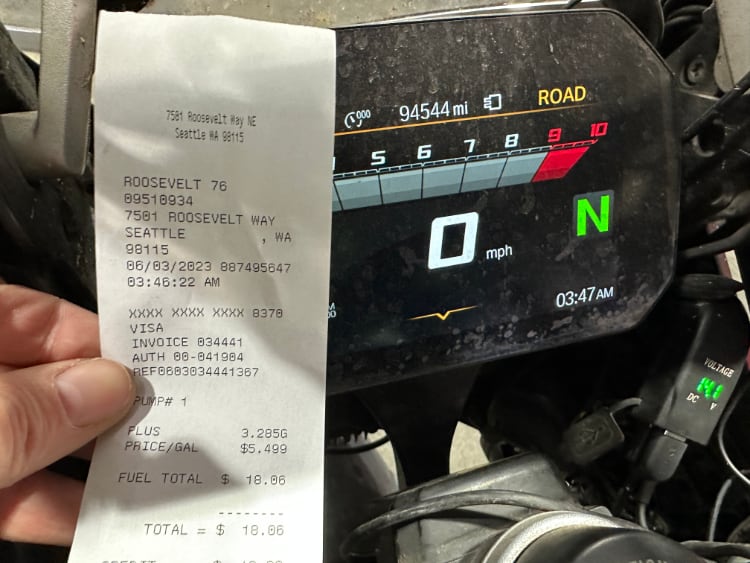 7501 Roosevelt Way NE
Seattle WA 98115
ROOSEVELT 76
09510934
7501 ROOSEVELT WAY
SEATTLE , WA
98115
06/03/2023 887495647
03:46:22 AM
XXXX XXXX XXXX 8370
VISA
INVOICE 034441
AUTH 00-041904
REF0603034441367
PUMP# 1
PLUS 3.285G
PRICE/GAL $5.499
FUEL TOTAL $ 18.06
--------
TOTAL = $ 18.06
CREDIT $
94544 mi
ROAD
5 6 7 8 9 10
0 mph
N
03:47AM
VOLTAGE
DC V